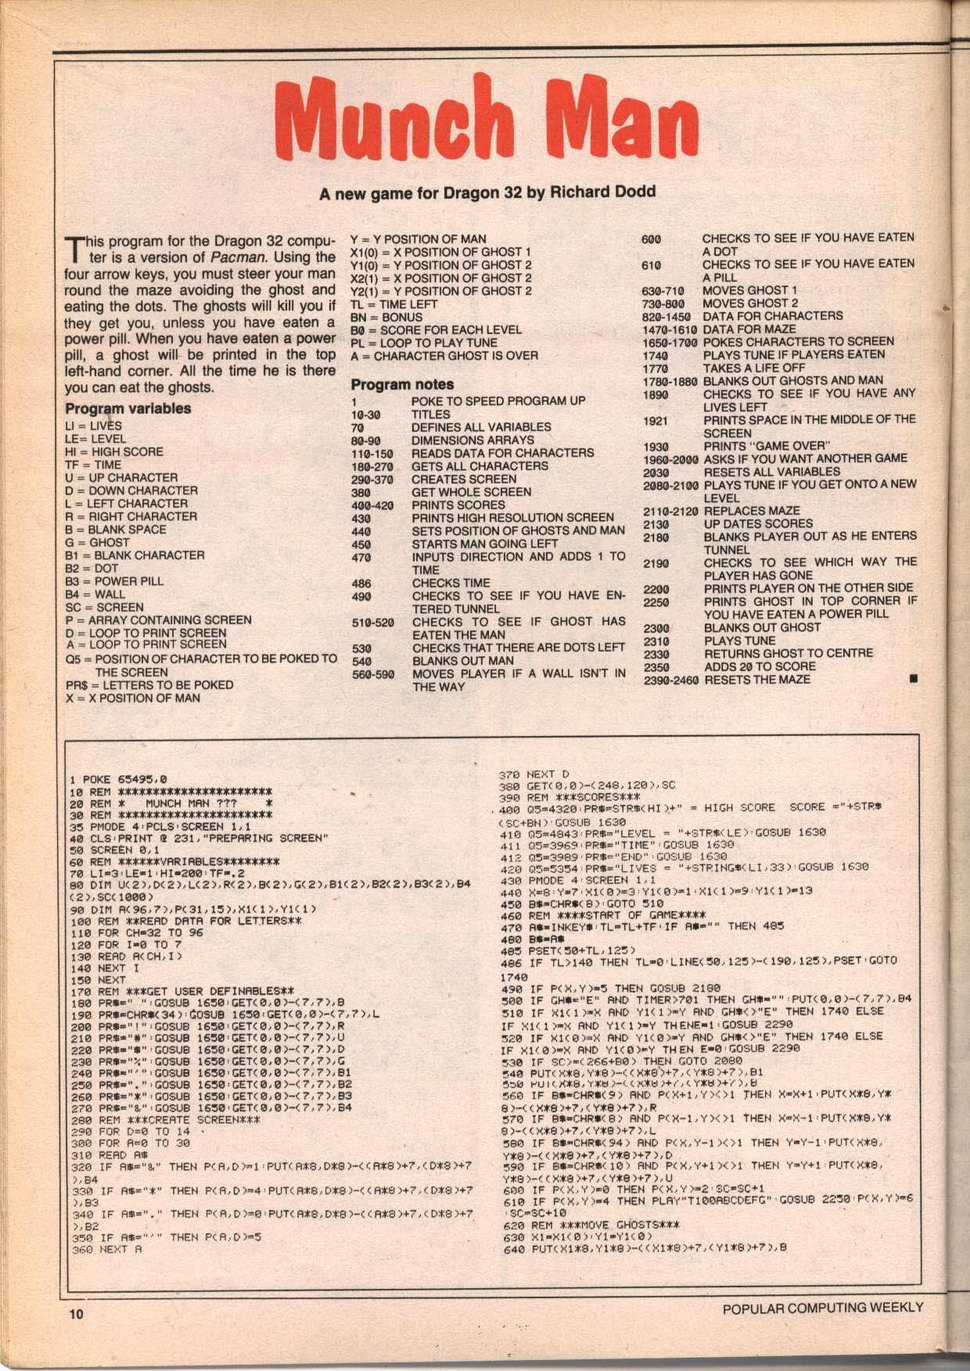 Munch Man
A new game for Dragon 32 by Richard Dodd
This program for the Dragon 32 compu-
ter is a version of Pacman. Using the
four arrow keys, you must steer your man
round the maze avoiding the ghost and
eating the dots. The ghosts will kill you if
they get you, unless you have eaten a
power pill. When you have eaten a power
pill, a ghost will be printed in the top
left-hand corner. All the time he is there
you can eat the ghosts.
Program variables
LI = LIVES
LE= LEVEL
HI = HIGH SCORE
TF = TIME
U = UP CHARACTER
D = DOWN CHARACTER
L = LEFT CHARACTER
R = RIGHT CHARACTER
B = BLANK SPACE
G = GHOST
B1 = BLANK CHARACTER
B2 = DOT
B3 = POWER PILL
B4 = WALL
SC = SCREEN
P = ARRAY CONTAINING SCREEN
D = LOOP TO PRINT SCREEN
A = LOOP TO PRINT SCREEN
Q5 = POSITION OF CHARACTER TO BE POKED TO
THE SCREEN
PR$ = LETTERS TO BE POKED
X = X POSITION OF MAN
Y = Y POSITION OF MAN
X1(0) = X POSITION OF GHOST 1
Y1(0) = Y POSITION OF GHOST 2
X2(1) = X POSITION OF GHOST 2
Y2(1) = Y POSITION OF GHOST 2
TL = TIME LEFT
BN = BONUS
B0 = SCORE FOR EACH LEVEL
PL = LOOP TO PLAY TUNE
A = CHARACTER GHOST IS OVER
Program notes
1 POKE TO SPEED PROGRAM UP
10-30 TITLES
70 DEFINES ALL VARIABLES
80-90 DIMENSIONS ARRAYS
110-150 READS DATA FOR CHARACTERS
180-270 GETS ALL CHARACTERS
290-370 CREATES SCREEN
380 GET WHOLE SCREEN
400-420 PRINTS SCORES
430 PRINTS HIGH RESOLUTION SCREEN
440 SETS POSITION OF GHOSTS AND MAN
450 STARTS MAN GOING LEFT
470 INPUTS DIRECTION AND ADDS 1 TO
TIME
486 CHECKS TIME
490 CHECKS TO SEE IF YOU HAVE EN-
TERED TUNNEL
510-520 CHECKS TO SEE IF GHOST HAS
EATEN THE MAN
530 CHECKS THAT THERE ARE DOTS LEFT
540 BLANKS OUT MAN
560-590 MOVES PLAYER IF A WALL ISN'T IN
THE WAY
600 CHECKS TO SEE IF YOU HAVE EATEN
A DOT
610 CHECKS TO SEE IF YOU HAVE EATEN
A PILL
630-710 MOVES GHOST 1
730-800 MOVES GHOST 2
820-1450 DATA FOR CHARACTERS
1470-1610 DATA FOR MAZE
1650-1700 POKES CHARACTERS TO SCREEN
1740 PLAYS TUNE IF PLAYERS EATEN
1770 TAKES A LIFE OFF
1780-1880 BLANKS OUT GHOSTS AND MAN
1890 CHECKS TO SEE IF YOU HAVE ANY
LIVES LEFT
1921 PRINTS SPACE IN THE MIDDLE OF THE
SCREEN
1930 PRINTS "GAME OVER"
1960-2000 ASKS IF YOU WANT ANOTHER GAME
2030 RESETS ALL VARIABLES
2080-2100 PLAYS TUNE IF YOU GET ONTO A NEW
LEVEL
2110-2120 REPLACES MAZE
2130 UP DATES SCORES
2180 BLANKS PLAYER OUT AS HE ENTERS
TUNNEL
2190 CHECKS TO SEE WHICH WAY THE
PLAYER HAS GONE
2200 PRINTS PLAYER ON THE OTHER SIDE
2250 PRINTS GHOST IN TOP CORNER IF
YOU HAVE EATEN A POWER PILL
2300 BLANKS OUT GHOST
2310 PLAYS TUNE
2330 RETURNS GHOST TO CENTRE
2350 ADDS 20 TO SCORE
2390-2460 RESETS THE MAZE
1 POKE 65495,0
10 REM ***********************
20 REM * MUNCH MAN ??? *
30 REM ***********************
35 PMODE 4:PCLS:SCREEN 1,1
40 CLS:PRINT @ 231,"PREPARING SCREEN"
50 SCREEN 0,1
60 REM ******VARIABLES********
70 LI=3:LE=1:HI=200:TF=.2
80 DIM U(2),D(2),L(2),R(2),B(2),G(2),B1(2),B2(2),B3(2),B4
(2),SC(1000)
90 DIM A(96,7),P(31,15),X1(1),Y1(1)
100 REM **READ DATA FOR LETTERS**
110 FOR CH=32 TO 96
120 FOR I=0 TO 7
130 READ A(CH,I)
140 NEXT I
150 NEXT
170 REM ***GET USER DEFINABLES**
180 PR$=" ":GOSUB 1650:GET(0,0)-(7,7),B
190 PR$=CHR$(34):GOSUB 1650:GET(0,0)-(7,7),L
200 PR$="!":GOSUB 1650:GET(0,0)-(7,7),R
210 PR$="#":GOSUB 1650:GET(0,0)-(7,7),U
220 PR$="$":GOSUB 1650:GET(0,0)-(7,7),D
230 PR$="%":GOSUB 1650:GET(0,0)-(7,7),G
240 PR$="'":GOSUB 1650:GET(0,0)-(7,7),B1
250 PR$=".":GOSUB 1650:GET(0,0)-(7,7),B2
260 PR$="*":GOSUB 1650:GET(0,0)-(7,7),B3
270 PR$="&":GOSUB 1650:GET(0,0)-(7,7),B4
280 REM ***CREATE SCREEN***
290 FOR D=0 TO 14
300 FOR A=0 TO 30
310 READ A$
320 IF A$="&" THEN P(A,D)=1:PUT(A*8,D*8)-((A*8)+7,(D*8)+7
),B4
330 IF A$="*" THEN P(A,D)=4:PUT(A*8,D*8)-((A*8)+7,(D*8)+7
),B3
340 IF A$="." THEN P(A,D)=0:PUT(A*8,D*8)-((A*8)+7,(D*8)+7
),B2
350 IF A$="'" THEN P(A,D)=5
360 NEXT A
370 NEXT D
380 GET(0,0)-(248,120),SC
390 REM ***SCORES***
400 Q5=4320:PR$=STR$(HI)+" = HIGH SCORE SCORE ="+STR$
(SC+BN):GOSUB 1630
410 Q5=4843:PR$="LEVEL = "+STR$(LE):GOSUB 1630
411 Q5=3969:PR$="TIME":GOSUB 1630
412 Q5=3989:PR$="END":GOSUB 1630
420 Q5=5354:PR$="LIVES = "+STRING$(LI,33):GOSUB 1630
430 PMODE 4:SCREEN 1,1
440 X=8:Y=7:X1(0)=3:Y1(0)=1:X1(1)=9:Y1(1)=13
450 B$=CHR$(8):GOTO 510
460 REM ****START OF GAME****
470 A$=INKEY$:TL=TL+TF:IF A$="" THEN 485
480 B$=A$
485 PSET(50+TL,125)
486 IF TL>140 THEN TL=0:LINE(50,125)-(190,125),PSET:GOTO
1740
490 IF P(X,Y)=5 THEN GOSUB 2180
500 IF GH$="E" AND TIMER>701 THEN GH$="":PUT(0,0)-(7,7),B4
510 IF X1(1)=X AND Y1(1)=Y AND GH$<>"E" THEN 1740 ELSE
IF X1(1)=X AND Y1(1)=Y THENE=1:GOSUB 2290
520 IF X1(0)=X AND Y1(0)=Y AND GH$<>"E" THEN 1740 ELSE
IF X1(0)=X AND Y1(0)=Y THEN E=0:GOSUB 2290
530 IF SC>=(266+B0) THEN GOTO 2080
540 PUT(X*8,Y*8)-((X*8)+7,(Y*8)+7),B1
550 PUT(X*8,Y*8)-((X*8)+7,(Y*8)+7),B
560 IF B$=CHR$(9) AND P(X+1,Y)<>1 THEN X=X+1:PUT(X*8,Y*
8)-((X*8)+7,(Y*8)+7),R
570 IF B$=CHR$(8) AND P(X-1,Y)<>1 THEN X=X-1:PUT(X*8,Y*
8)-((X*8)+7,(Y*8)+7),L
580 IF B$=CHR$(94) AND P(X,Y-1)<>1 THEN Y=Y-1:PUT(X*8,
Y*8)-((X*8)+7,(Y*8)+7),D
590 IF B$=CHR$(10) AND P(X,Y+1)<>1 THEN Y=Y+1:PUT(X*8,
Y*8)-((X*8)+7,(Y*8)+7),U
600 IF P(X,Y)=0 THEN P(X,Y)=2:SC=SC+1
610 IF P(X,Y)=4 THEN PLAY"T100ABCDEFG":GOSUB 2250:P(X,Y)=6
:SC=SC+10
620 REM ***MOVE GHOSTS***
630 X1=X1(0):Y1=Y1(0)
640 PUT(X1*8,Y1*8)-((X1*8)+7,(Y1*8)+7),B
10
POPULAR COMPUTING WEEKLY